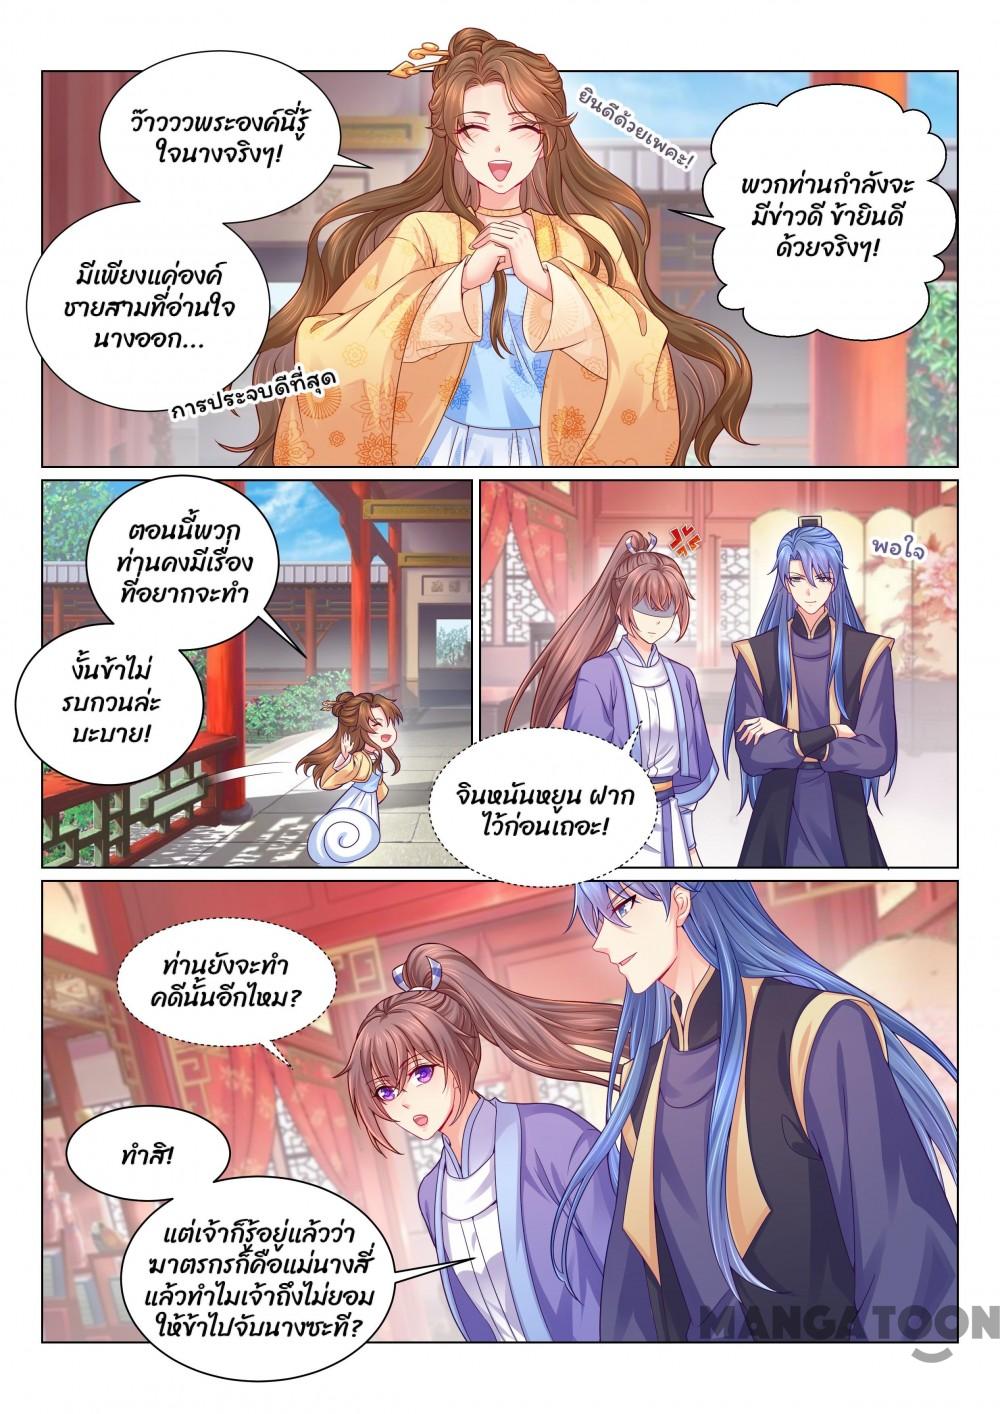 ว๊าวววพระองค์นี่รู้
ใจนางจริงๆ!
ยินดีด้วยเพคะ!
พวกท่านกำลังจะ
มีข่าวดี ข้ายินดี
ด้วยจริงๆ!
มีเพียงแค่องค์
ชายสามที่อ่านใจ
นางออก...
การประจบดีที่สุด
ตอนนี้พวก
ท่านคงมีเรื่อง
ที่อยากจะทำ
งั้นข้าไม่
รบกวนล่ะ
บะบาย!
พอใจ
จินหนันหยูน ฝาก
ไว้ก่อนเถอะ!
ท่านยังจะทำ
คดีนั้นอีกไหม?
ทำสิ!
แต่เจ้าก็รู้อยู่แล้วว่า
ฆาตรกรก็คือแม่นางสี่
แล้วทำไมเจ้าถึงไม่ยอม
ให้ข้าไปจับนางซะที?
MANGATOON